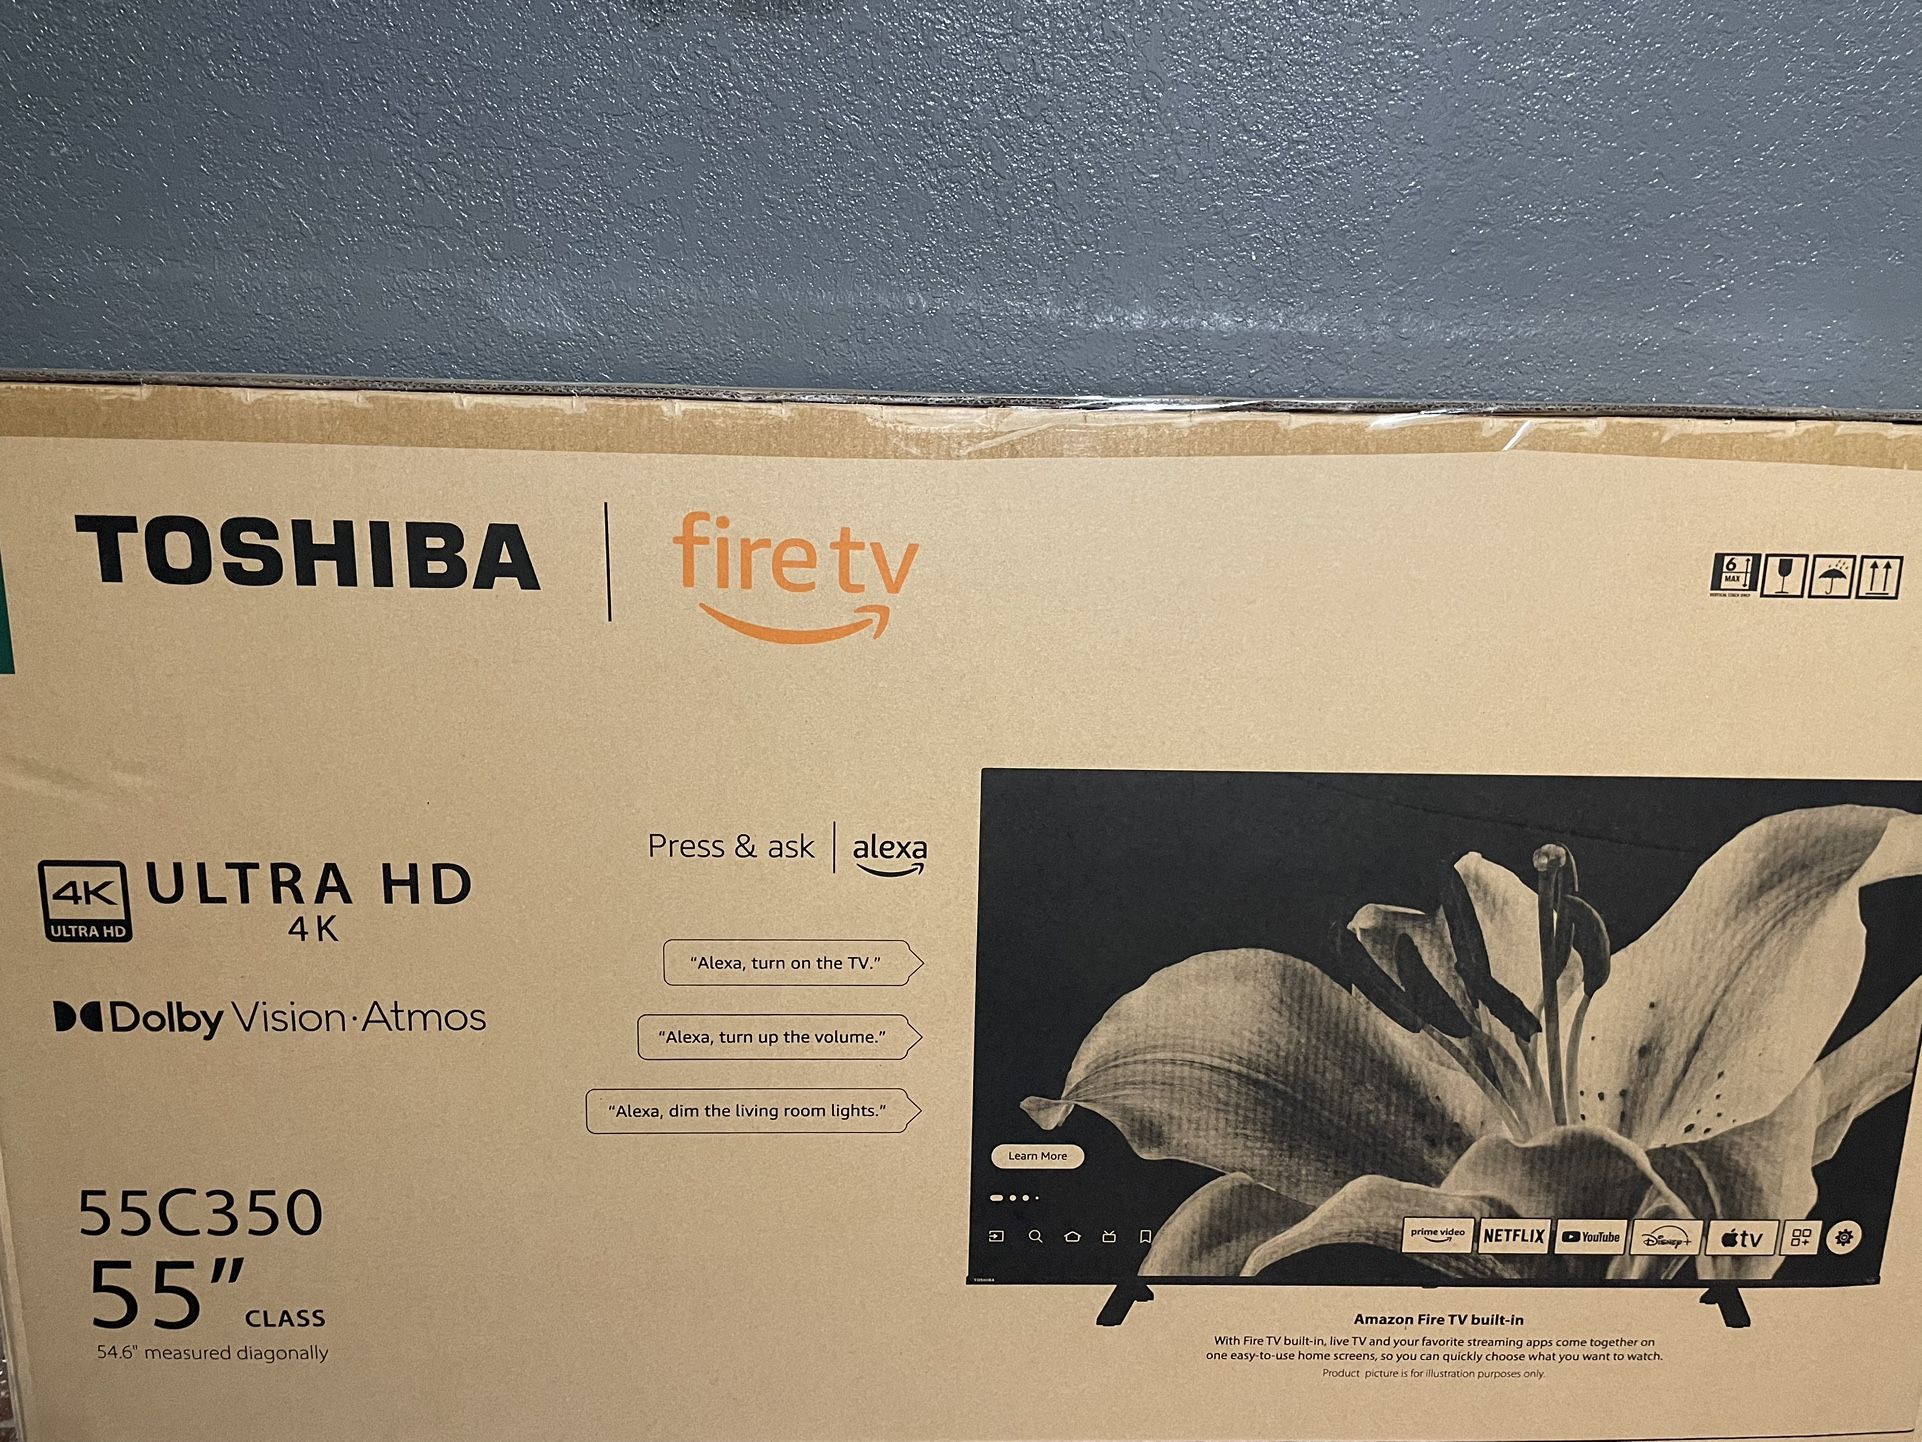 TOSHIBA
fire tv
6
MAX
4K
ULTRA HD
ULTRA HD
4K
Dolby Vision·Atmos
Press & ask
alexa
“Alexa, turn on the TV.”
“Alexa, turn up the volume.”
“Alexa, dim the living room lights.”
55C350
55” CLASS
54.6" measured diagonally
Learn More
prime video
NETFLIX
YouTube
Disney+
tv
TOSHIBA
Amazon Fire TV built-in
With Fire TV built-in, live TV and your favorite streaming apps come together on
one easy-to-use home screens, so you can quickly choose what you want to watch.
Product picture is for illustration purposes only.